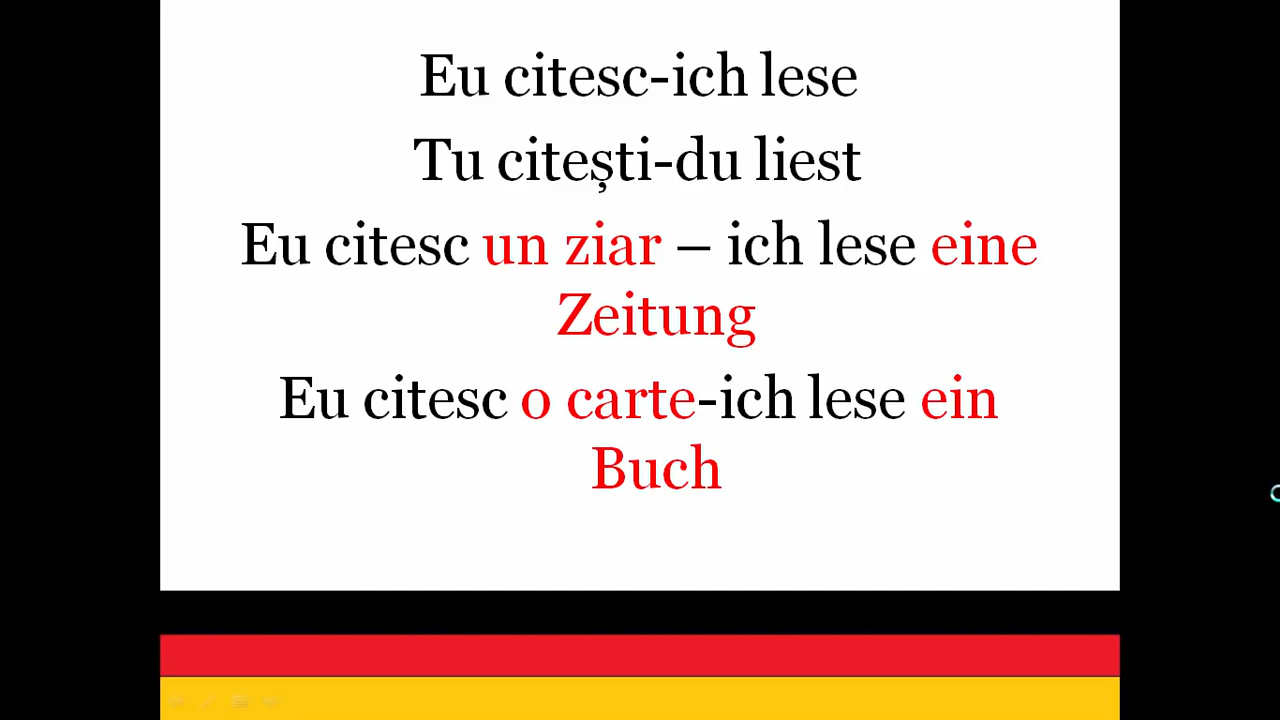 Eu citesc-ich lese
Tu citești-du liest
Eu citesc un ziar – ich lese eine
Zeitung
Eu citesc o carte-ich lese ein
Buch